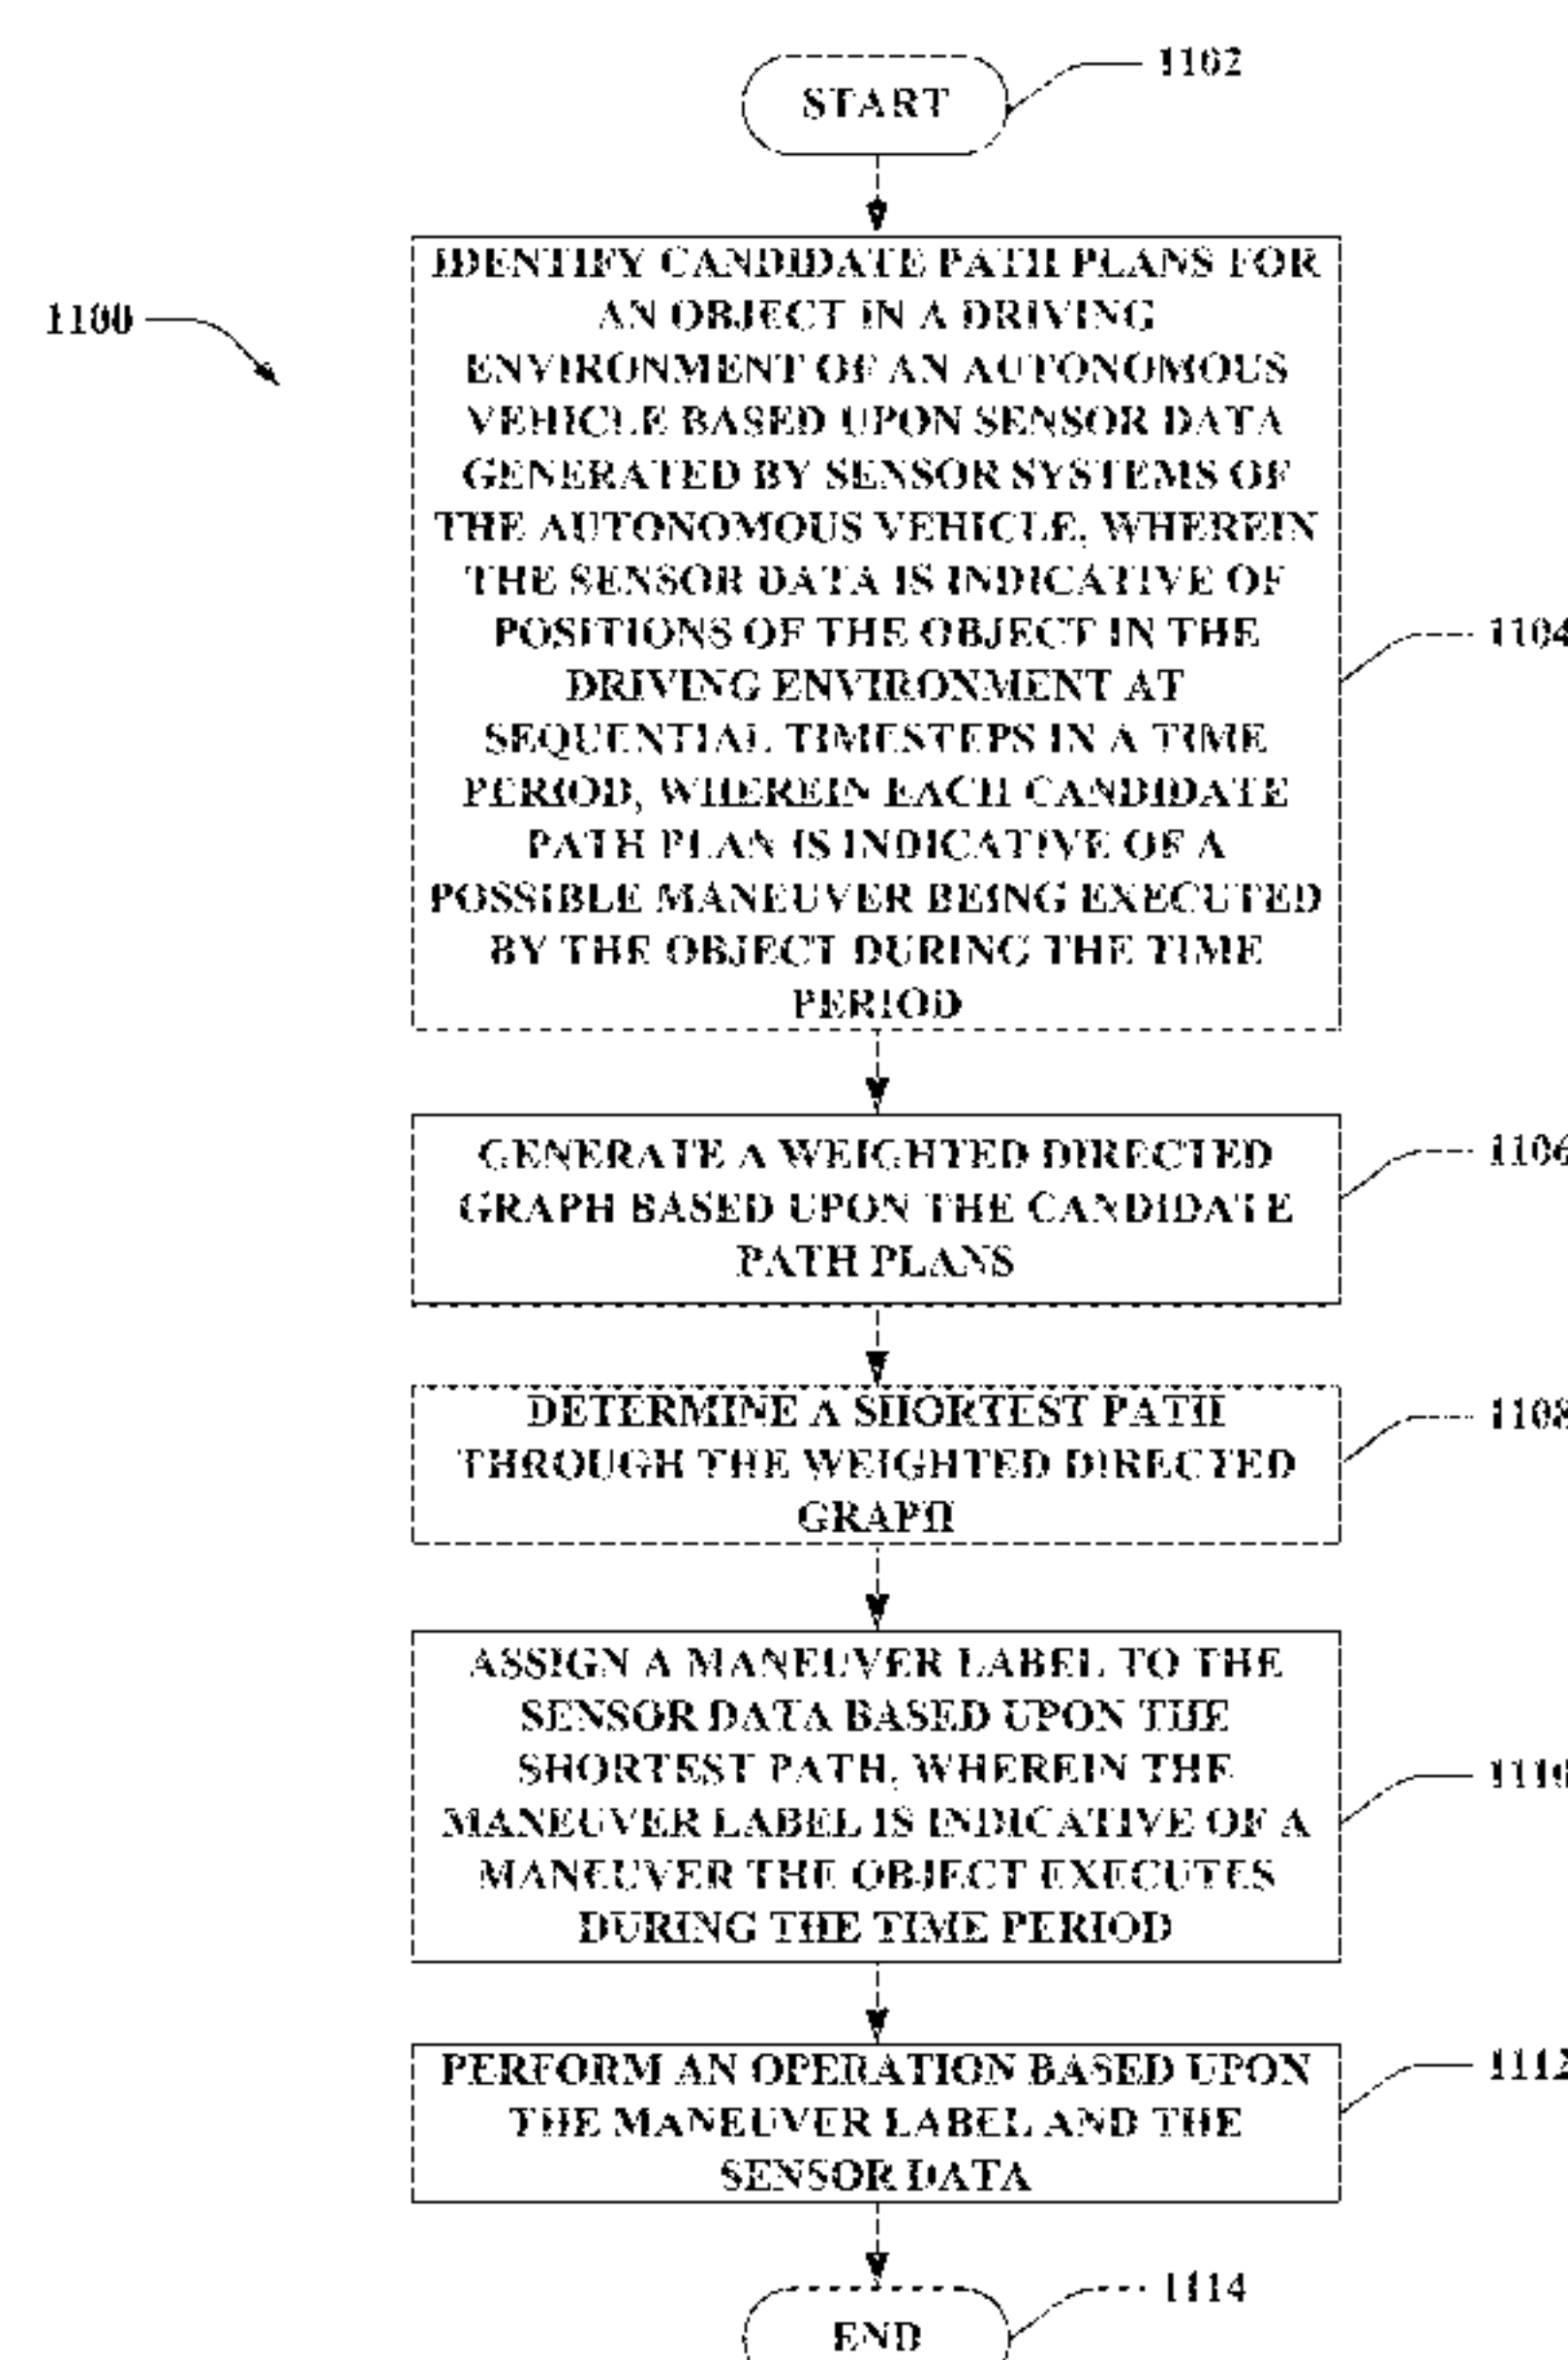 1102
START
1100
IDENTIFY CANDIDATE PATH PLANS FOR
AN OBJECT IN A DRIVING
ENVIRONMENT OF AN AUTONOMOUS
VEHICLE BASED UPON SENSOR DATA
GENERATED BY SENSOR SYSTEMS OF
THE AUTONOMOUS VEHICLE, WHEREIN
THE SENSOR DATA IS INDICATIVE OF
POSITIONS OF THE OBJECT IN THE
DRIVING ENVIRONMENT AT
SEQUENTIAL TIMESTEPS IN A TIME
PERIOD, WHEREIN EACH CANDIDATE
PATH PLAN IS INDICATIVE OF A
POSSIBLE MANEUVER BEING EXECUTED
BY THE OBJECT DURING THE TIME
PERIOD
1104
GENERATE A WEIGHTED DIRECTED
GRAPH BASED UPON THE CANDIDATE
PATH PLANS
1106
DETERMINE A SHORTEST PATH
THROUGH THE WEIGHTED DIRECTED
GRAPH
1108
ASSIGN A MANEUVER LABEL TO THE
SENSOR DATA BASED UPON THE
SHORTEST PATH, WHEREIN THE
MANEUVER LABEL IS INDICATIVE OF A
MANEUVER THE OBJECT EXECUTES
DURING THE TIME PERIOD
1110
PERFORM AN OPERATION BASED UPON
THE MANEUVER LABEL AND THE
SENSOR DATA
1112
1114
END